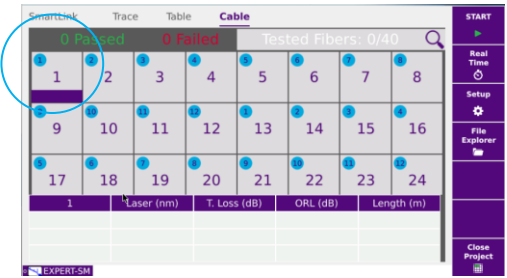 SmartLink Trace Table Cable
START
0 Passed 0 Failed Tested Fibers: 0/40
Real
Time
1 2 3 4 5 6 7 8
1 2 3 4 5 6 7 8
Setup
9 10 11 12 1 2 3 4
9 10 11 12 13 14 15 16
File
Explorer
5 6 7 8 9 10 11 12
17 18 19 20 21 22 23 24
1 Laser (nm) T. Loss (dB) ORL (dB) Length (m)
Close
Project
EXPERT-SM